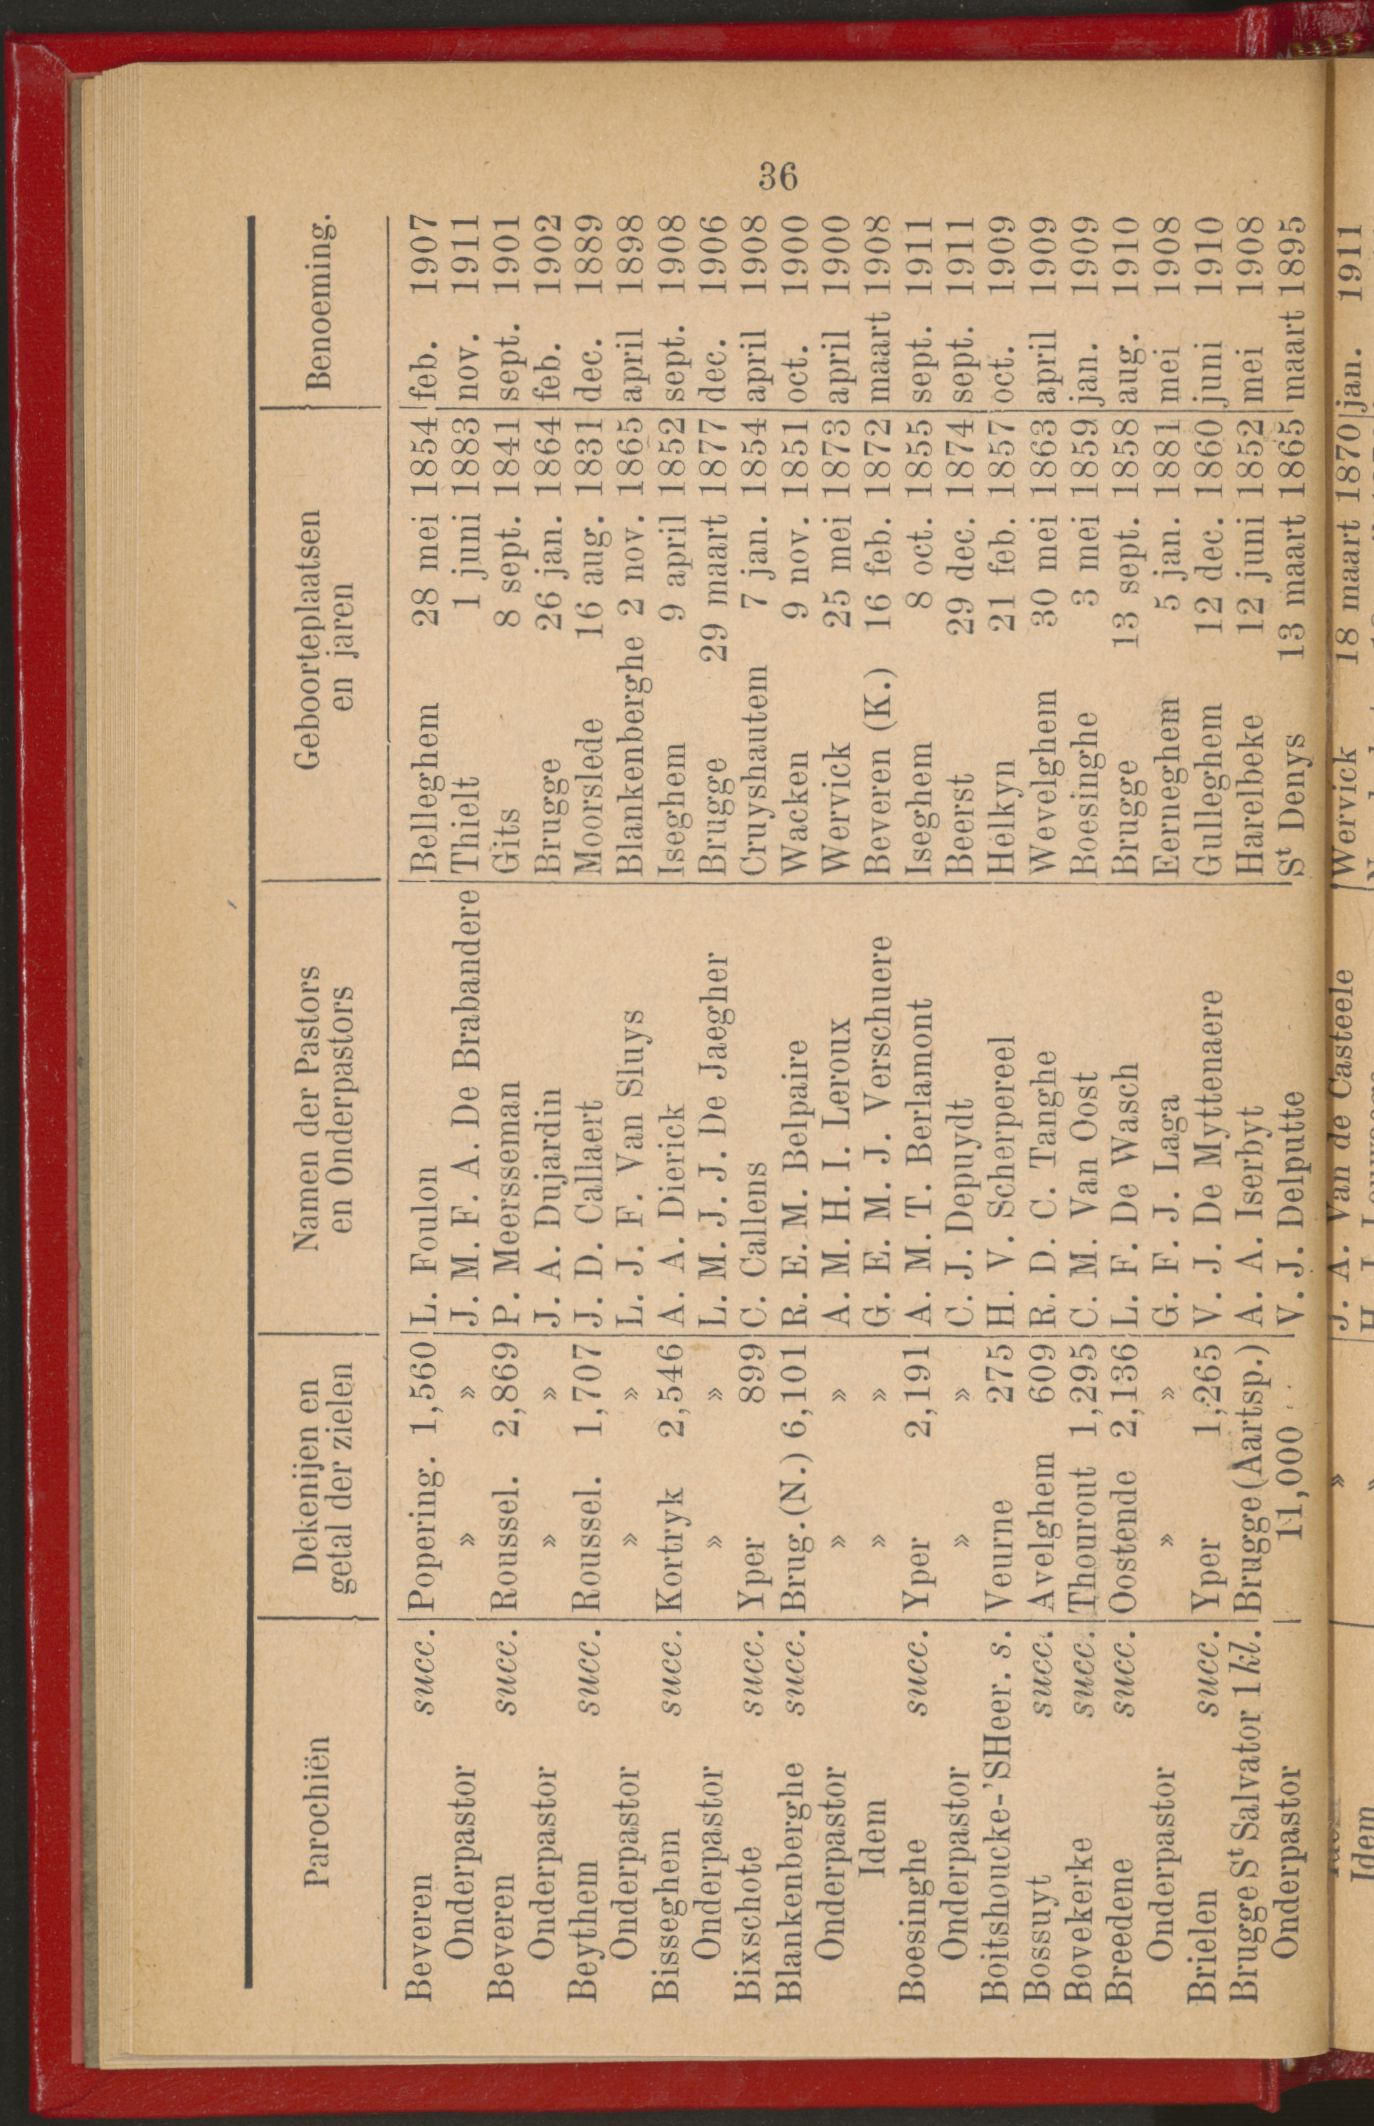 36
Parochiën Dekenijen en getal der zielen Namen der Pastors en Onderpastors Geboorteplaatsen en jaren Benoeming.
Beveren succ. Popering. 1,560 L. Foulon Belleghem 28 mei 1854 feb. 1907
Onderpastor » » J. M. F. A. De Brabandere Thielt 1 juni 1883 nov. 1911
Beveren succ. Roussel. 2,869 P. Meersseman Gits 8 sept. 1841 sept. 1901
Onderpastor » » J. A. Dujardin Brugge 26 jan. 1864 feb. 1902
Beythem succ. Roussel. 1,707 J. D. Callaert Moorslede 16 aug. 1831 dec. 1889
Onderpastor » » L. J. F. Van Sluys Blankenberghe 2 nov. 1865 april 1898
Bisseghem succ. Kortryk 2,546 A. A. Dierick Iseghem 9 april 1852 sept. 1908
Onderpastor » » L. M. J. J. De Jaegher Brugge 29 maart 1877 dec. 1906
Bixschote succ. Yper 899 C. Callens Cruyshautem 7 jan. 1854 april 1908
Blankenberghe succ. Brug. (N.) 6,101 R. E. M. Belpaire Wacken 9 nov. 1851 oct. 1900
Onderpastor » » A. M. H. I. Leroux Wervick 25 mei 1873 april 1900
Idem » » G. E. M. J. Verschuere Beveren (K.) 16 feb. 1872 maart 1908
Boesinghe succ. Yper 2,191 A. M. T. Berlamont Iseghem 8 oct. 1855 sept. 1911
Onderpastor » » C. J. Depuydt Beerst 29 dec. 1874 sept. 1911
Boitshoucke-'SHeer. s. Veurne 275 H. V. Scherpereel Helkyn 21 feb. 1857 oct. 1909
Bossuyt succ. Avelghem 609 R. D. C. Tanghe Wevelghem 30 mei 1863 april 1909
Bovekerke succ. Thourout 1,295 C. M. Van Oost Boesinghe 3 mei 1859 jan. 1909
Breedene succ. Oostende 2,136 L. F. De Wasch Brugge 13 sept. 1858 aug. 1910
Onderpastor » » G. F. J. Laga Eerneghem 5 jan. 1881 mei 1908
Brielen succ. Yper 1,265 V. J. De Myttenaere Gulleghem 12 dec. 1860 juni 1910
Brugge St Salvator 1 kl. Brugge (Aartsp.) A. A. Iserbyt Harelbeke 12 juni 1852 mei 1908
Onderpastor 11,000 V. J. Delputte St Denys 13 maart 1865 maart 1895
» J. A. Van de Casteele Wervick 18 maart 1870 jan. 1911
Idem »